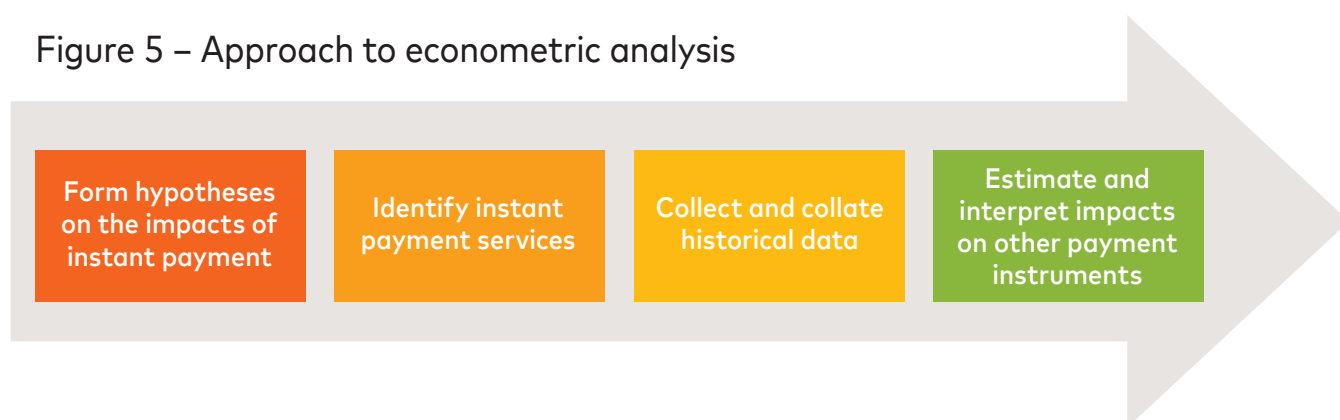 Figure 5 – Approach to econometric analysis
Form hypotheses
on the impacts of
instant payment
Identify instant
payment services
Collect and collate
historical data
Estimate and
interpret impacts
on other payment
instruments